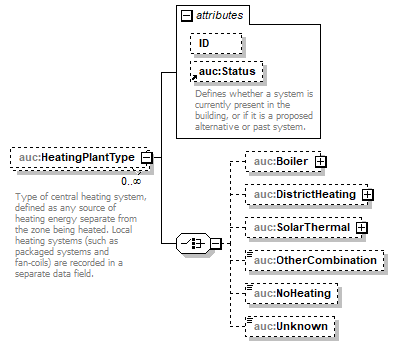 attributes
ID
auc:Status
Defines whether a system is
currently present in the
building, or if it is a proposed
alternative or past system.
auc:HeatingPlantType
0..∞
Type of central heating system,
defined as any source of
heating energy separate from
the zone being heated. Local
heating systems (such as
packaged systems and
fan-coils) are recorded in a
separate data field.
auc:Boiler
auc:DistrictHeating
auc:SolarThermal
auc:OtherCombination
auc:NoHeating
auc:Unknown